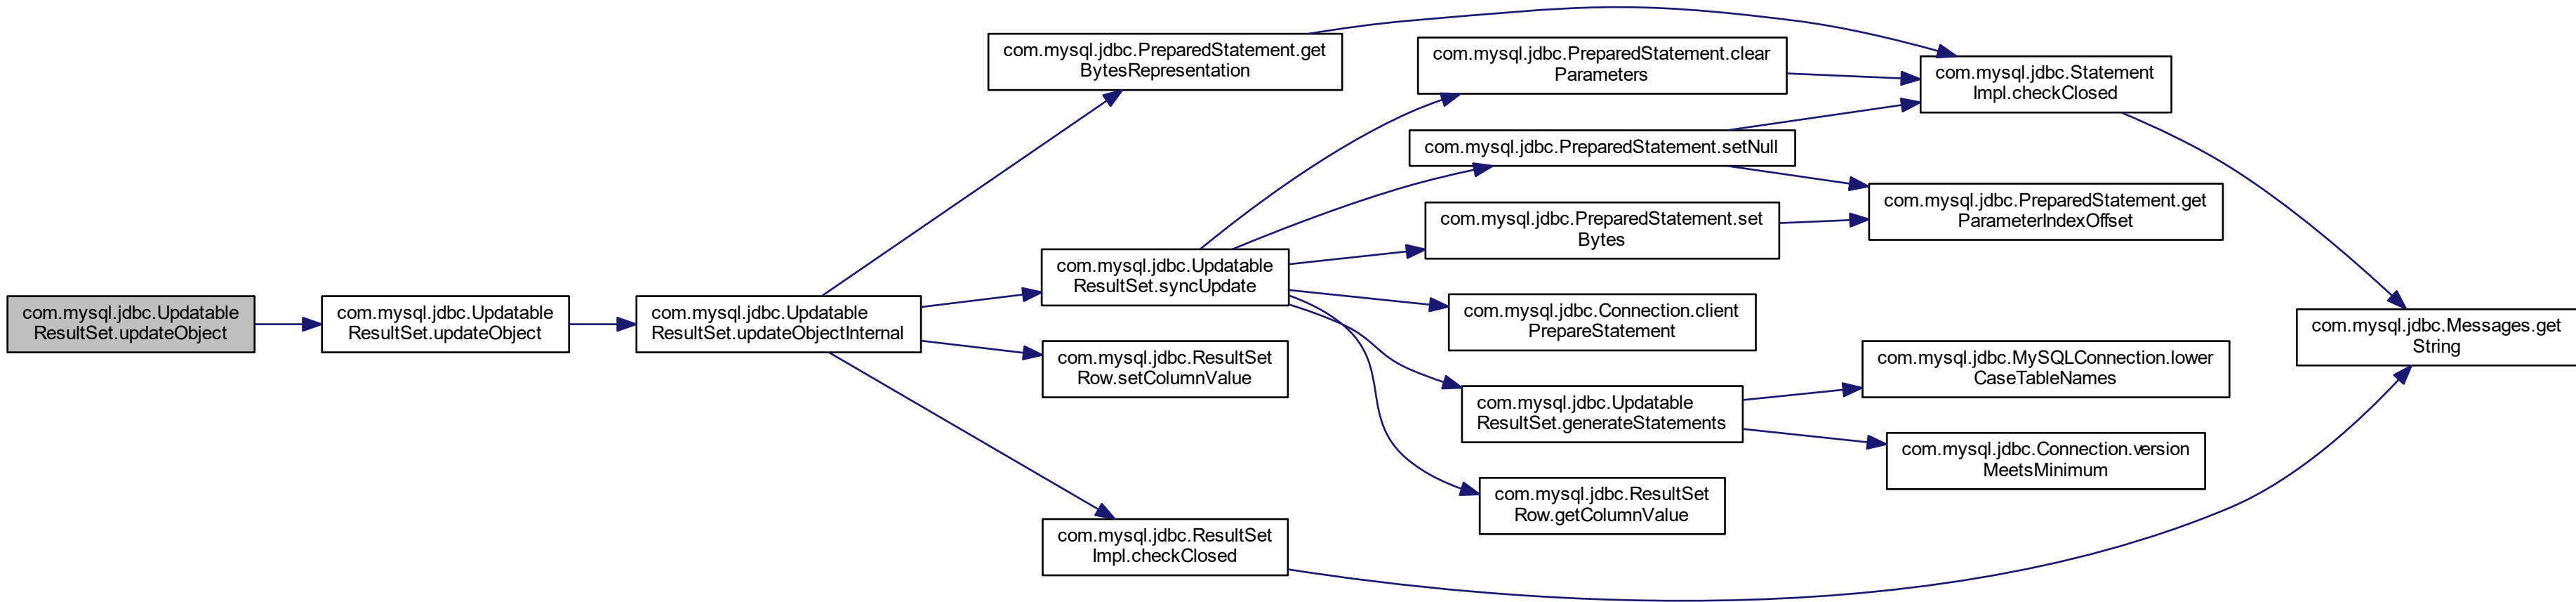 com.mysql.jdbc.Updatable
ResultSet.updateObject
com.mysql.jdbc.Updatable
ResultSet.updateObject
com.mysql.jdbc.Updatable
ResultSet.updateObjectInternal
com.mysql.jdbc.PreparedStatement.get
BytesRepresentation
com.mysql.jdbc.Updatable
ResultSet.syncUpdate
com.mysql.jdbc.ResultSet
Row.setColumnValue
com.mysql.jdbc.ResultSet
Impl.checkClosed
com.mysql.jdbc.PreparedStatement.clear
Parameters
com.mysql.jdbc.PreparedStatement.setNull
com.mysql.jdbc.PreparedStatement.set
Bytes
com.mysql.jdbc.Connection.client
PrepareStatement
com.mysql.jdbc.Updatable
ResultSet.generateStatements
com.mysql.jdbc.ResultSet
Row.getColumnValue
com.mysql.jdbc.Statement
Impl.checkClosed
com.mysql.jdbc.PreparedStatement.get
ParameterIndexOffset
com.mysql.jdbc.MySQLConnection.lower
CaseTableNames
com.mysql.jdbc.Connection.version
MeetsMinimum
com.mysql.jdbc.Messages.get
String